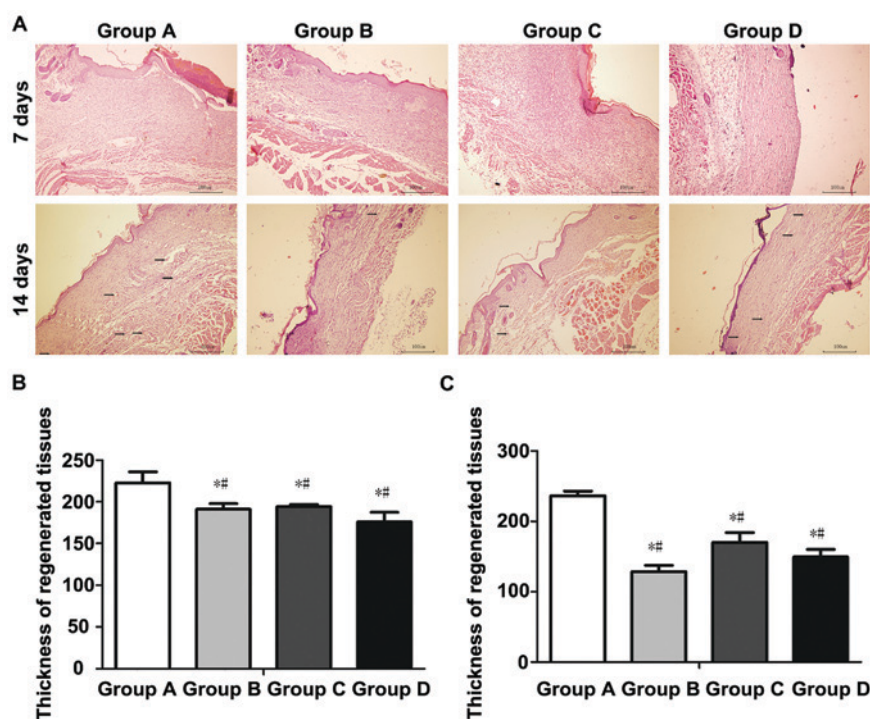 A
Group A Group B Group C Group D
7 days
14 days
B
Thickness of regenerated tissues
250
200
150
100
50
0
*# *# *#
Group A Group B Group C Group D
C
Thickness of regenerated tissues
300
200
100
0
*# *# *#
Group A Group B Group C Group D